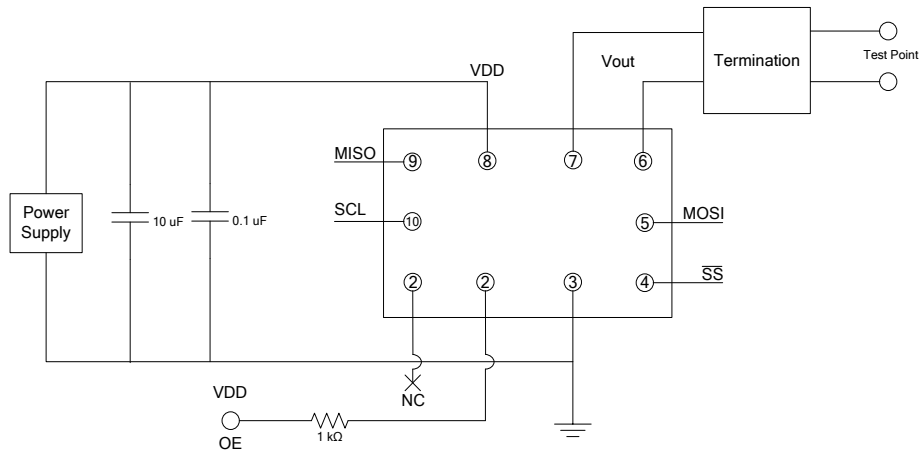 Vout
Termination
Test Point
VDD
MISO
9
8
7
6
Power
Supply
10 uF
0.1 uF
SCL
10
5
MOSI
2
2
3
4
SS
NC
VDD
OE
1 kΩ